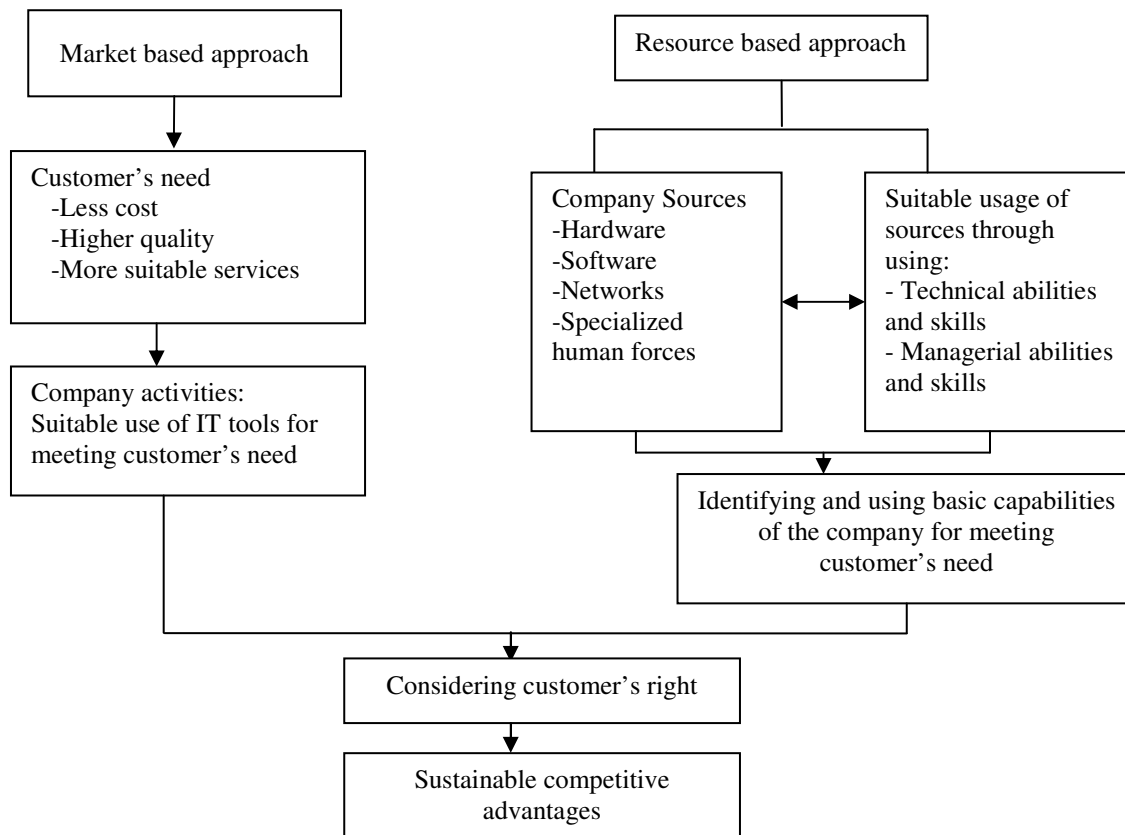 Market based approach
Resource based approach
Customer’s need
-Less cost
-Higher quality
-More suitable services
Company Sources
-Hardware
-Software
-Networks
-Specialized
human forces
Suitable usage of
sources through
using:
- Technical abilities
and skills
- Managerial abilities
and skills
Company activities:
Suitable use of IT tools for
meeting customer’s need
Identifying and using basic capabilities
of the company for meeting
customer’s need
Considering customer’s right
Sustainable competitive
advantages